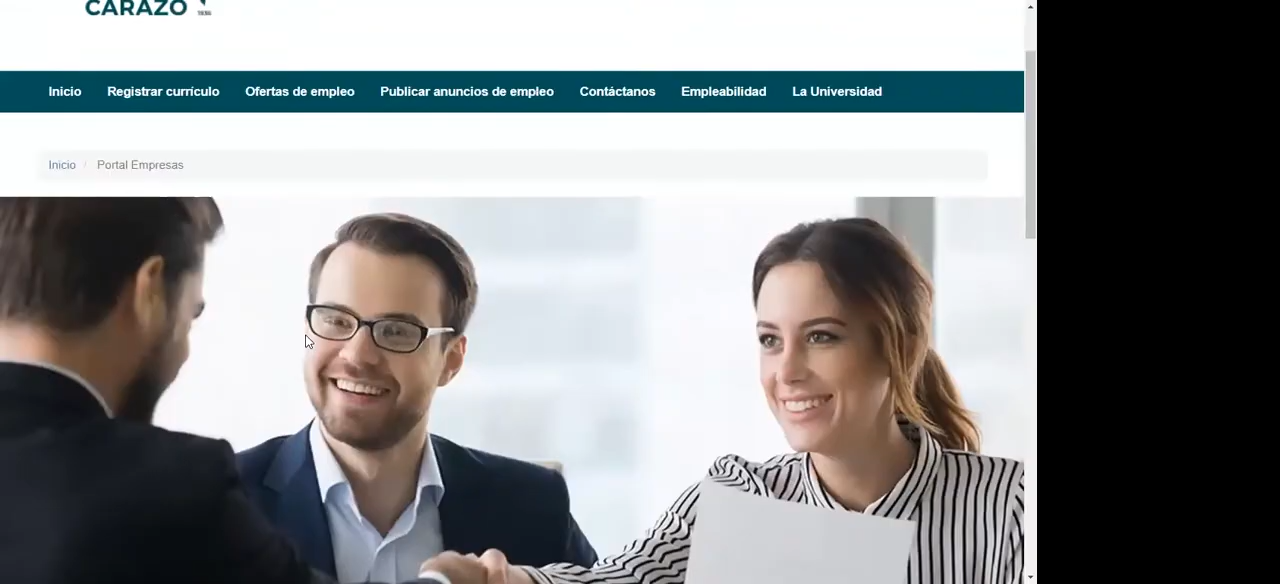 CARAZO
Inicio Registrar currículo Ofertas de empleo Publicar anuncios de empleo Contáctanos Empleabilidad La Universidad
Inicio / Portal Empresas